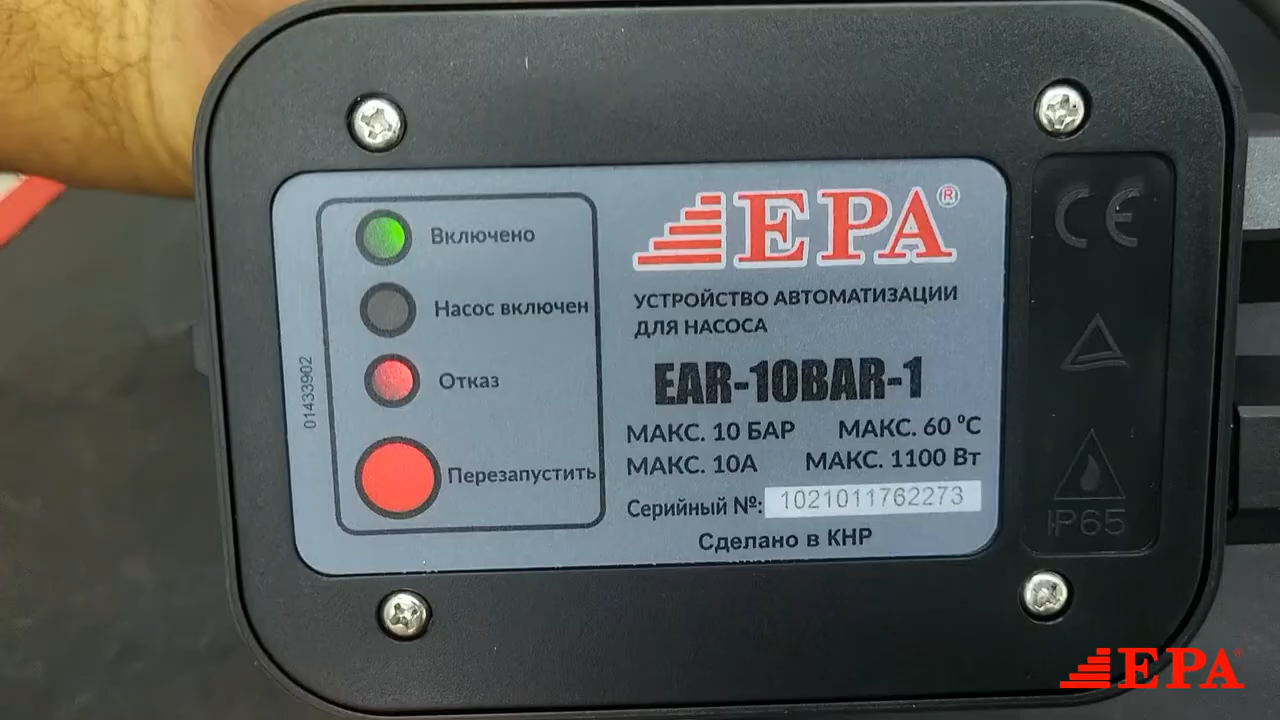 Включено
Насос включен
Отказ
Перезапустить
01433902
EPA®
УСТРОЙСТВО АВТОМАТИЗАЦИИ
ДЛЯ НАСОСА
EAR-10BAR-1
МАКС. 10 БАР МАКС. 60 °C
МАКС. 10А МАКС. 1100 Вт
Серийный №: 1021011762273
Сделано в КНР
CE
IP65
EPA®